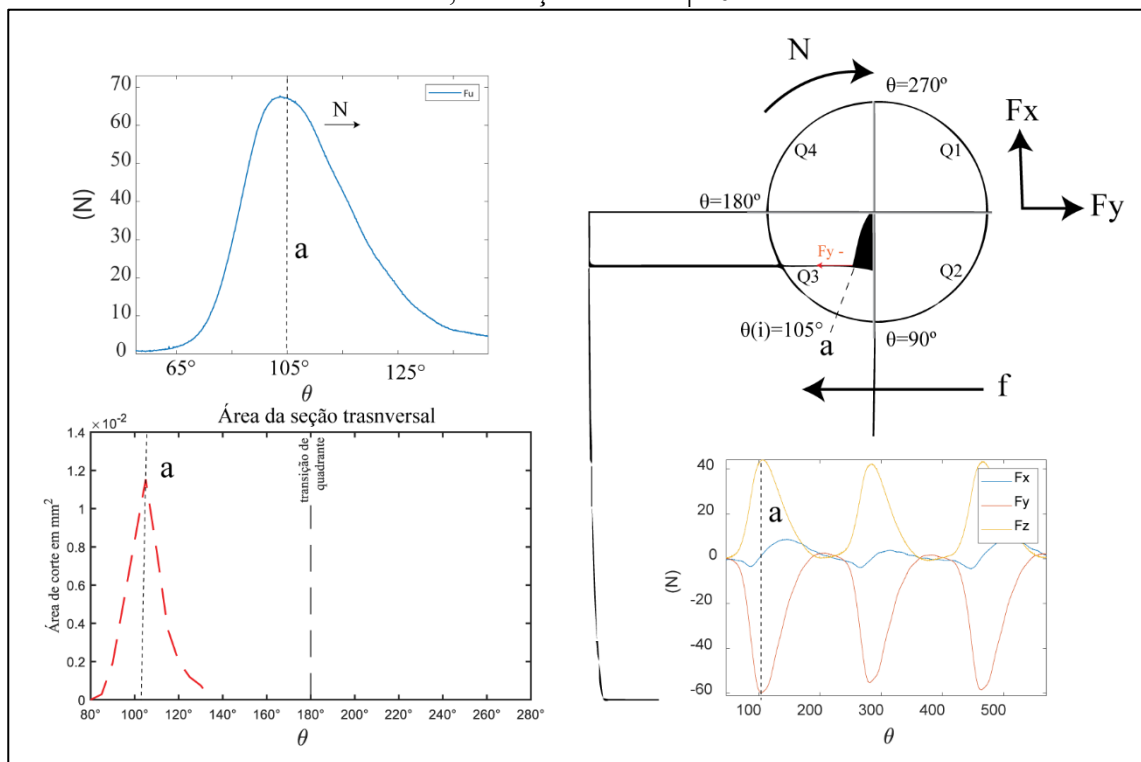 70
60
50
40
30
20
10
0
(N)
Fu
N
a
65°
105°
125°
θ
Área da seção trasnversal
× 10⁻²
1.4
1.2
1
0.8
0.6
0.4
0.2
0
Área de corte em mm²
a
transição de
quadrante
80°
100°
120°
140°
160°
180°
200°
220°
240°
260°
280°
θ
N
θ=270º
Q4
Q1
θ=180º
Fy -
Q3
Q2
θ(i)=105°
a
θ=90º
f
Fx
Fy
40
20
0
-20
-40
-60
(N)
a
Fx
Fy
Fz
100
200
300
400
500
θ